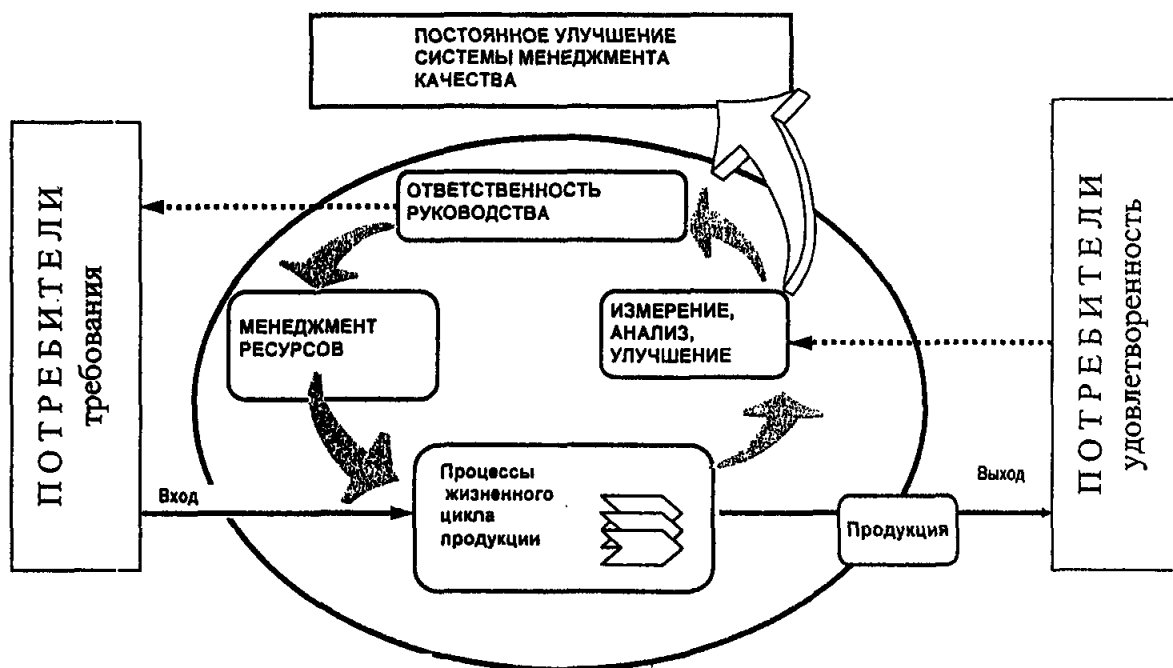 ПОСТОЯННОЕ УЛУЧШЕНИЕ
СИСТЕМЫ МЕНЕДЖМЕНТА
КАЧЕСТВА
ПОТРЕБИТЕЛИ
требования
ОТВЕТСТВЕННОСТЬ
РУКОВОДСТВА
МЕНЕДЖМЕНТ
РЕСУРСОВ
ИЗМЕРЕНИЕ,
АНАЛИЗ,
УЛУЧШЕНИЕ
Вход
Процессы
жизненного
цикла
продукции
Продукция
Выход
ПОТРЕБИТЕЛИ
удовлетворенность